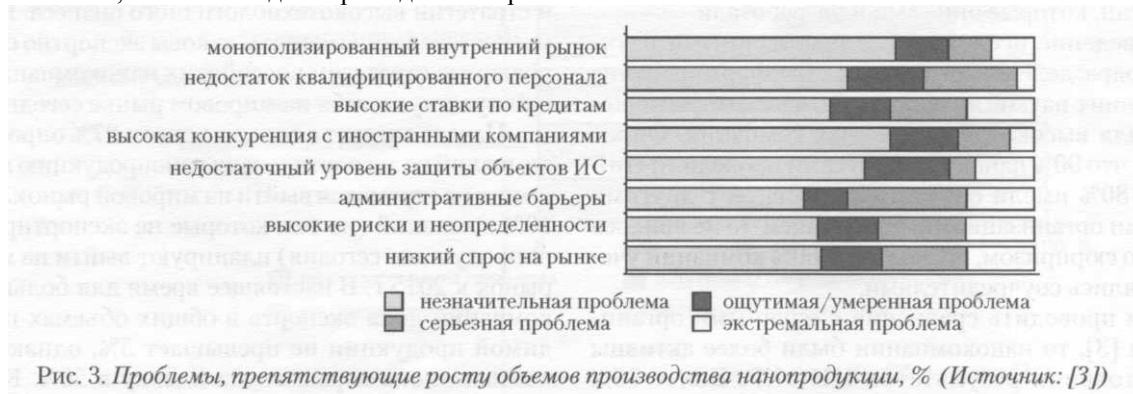 монополизированный внутренний рынок
недостаток квалифицированного персонала
высокие ставки по кредитам
высокая конкуренция с иностранными компаниями
недостаточный уровень защиты объектов ИС
административные барьеры
высокие риски и неопределенности
низкий спрос на рынке
незначительная проблема
ощутимая/умеренная проблема
серьезная проблема
экстремальная проблема
Рис. 3. Проблемы, препятствующие росту объемов производства нанопродукции, % (Источник: [3])